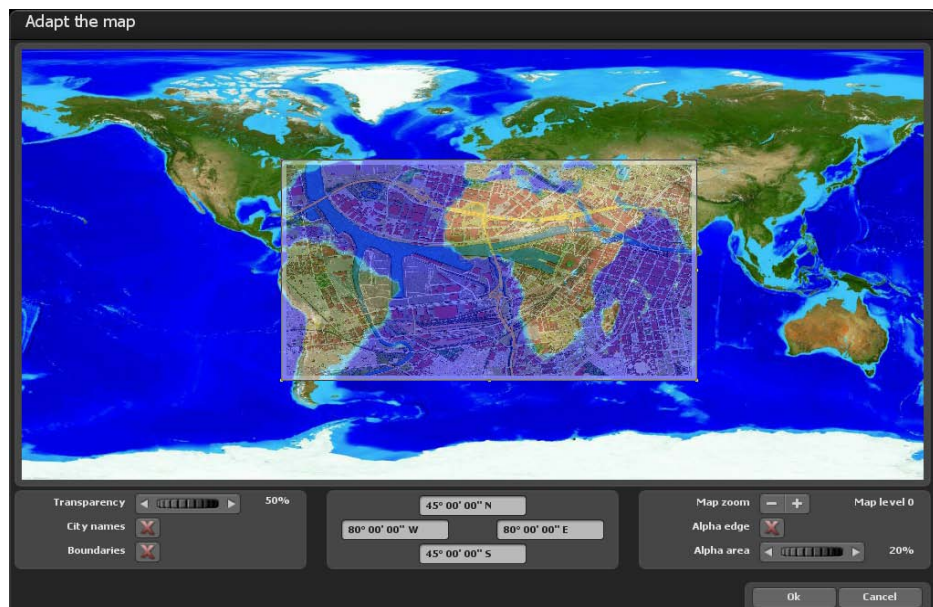 Adapt the map
Transparency 50%
City names
Boundaries
45° 00' 00" N
80° 00' 00" W 80° 00' 00" E
45° 00' 00" S
Map zoom - + Map level 0
Alpha edge
Alpha area 20%
Ok Cancel